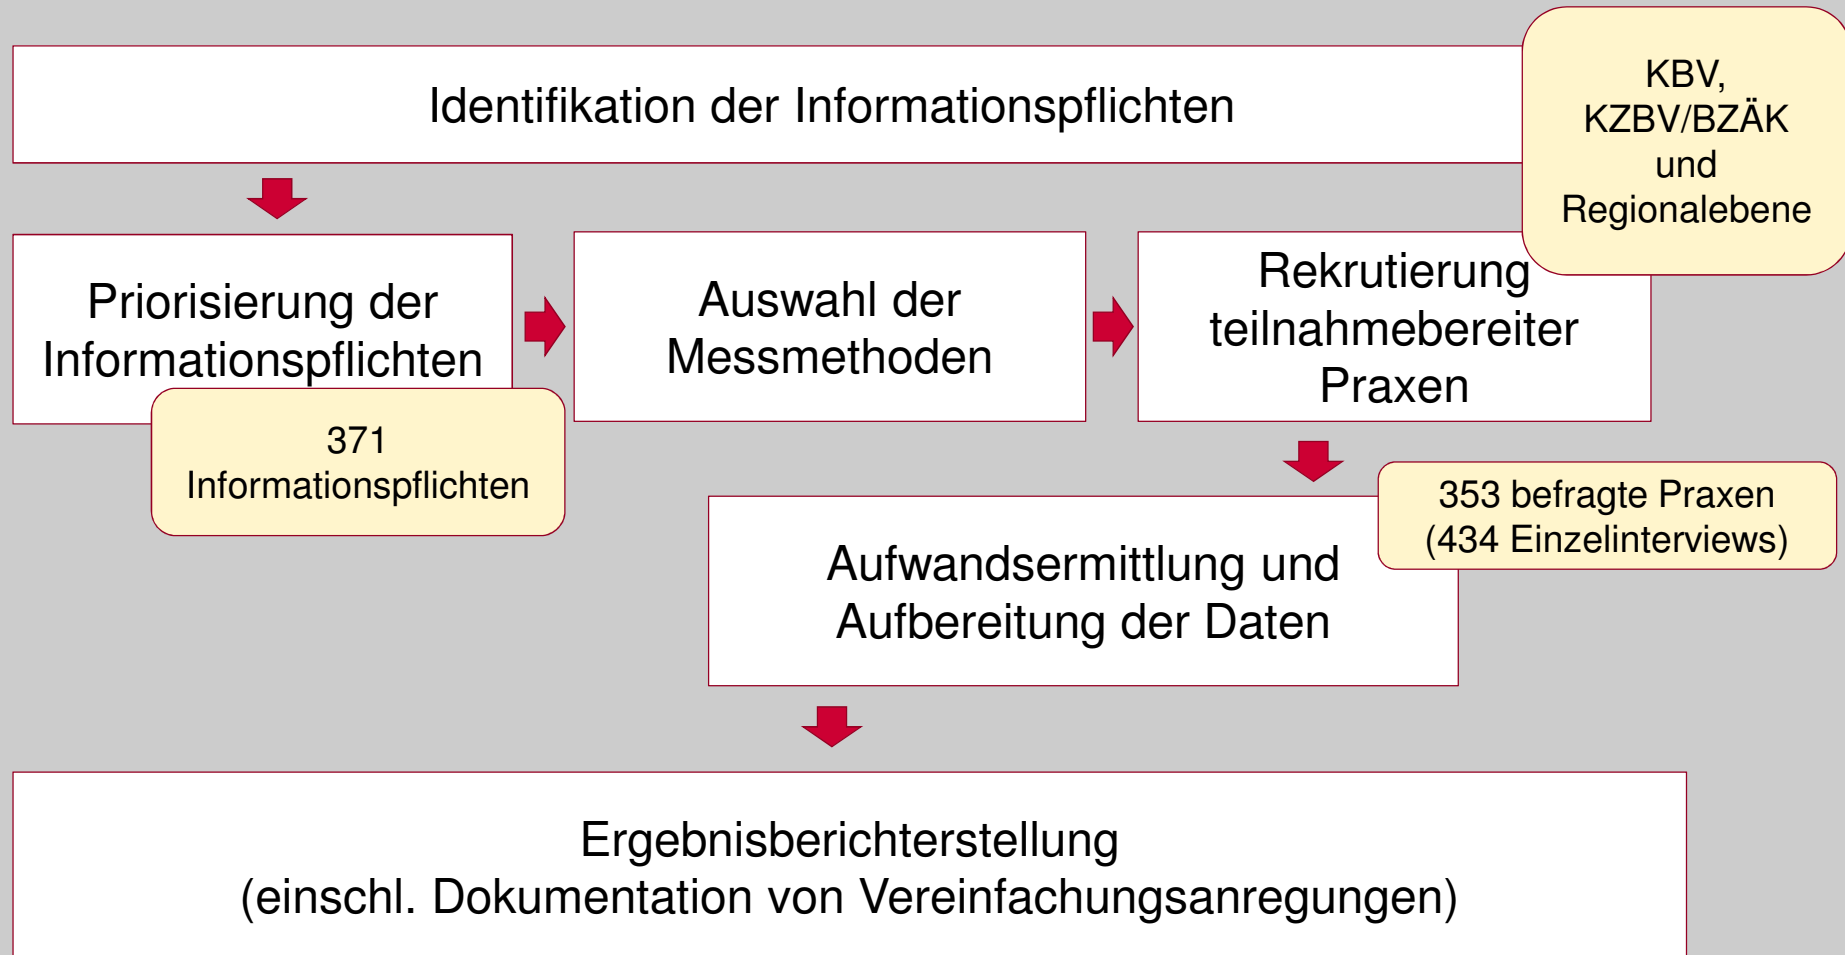 Identifikation der Informationspflichten
KBV,
KZBV/BZÄK
und
Regionalebene
Priorisierung der
Informationspflichten
371
Informationspflichten
Auswahl der
Messmethoden
Rekrutierung
teilnahmebereiter
Praxen
353 befragte Praxen
(434 Einzelinterviews)
Aufwandsermittlung und
Aufbereitung der Daten
Ergebnisberichterstellung
(einschl. Dokumentation von Vereinfachungsanregungen)